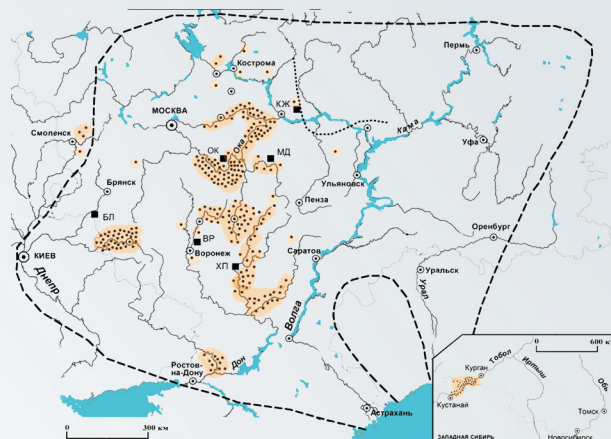 Пермь
Кострома
МОСКВА
КЖ
Кама
Смоленск
Ока
ОК
МД
Уфа
Ульяновск
Брянск
Пенза
БЛ
Оренбург
ВР
Воронеж
Саратов
КИЕВ
ХП
Уральск
Днепр
Урал
Волга
0 600 км
Тобол
Курган
Иртыш
Обь
Дон
Ростов-
на-Дону
Кустанай
Астрахань
Томск
0 300 км
ЗАПАДНАЯ СИБИРЬ
Новосибирск